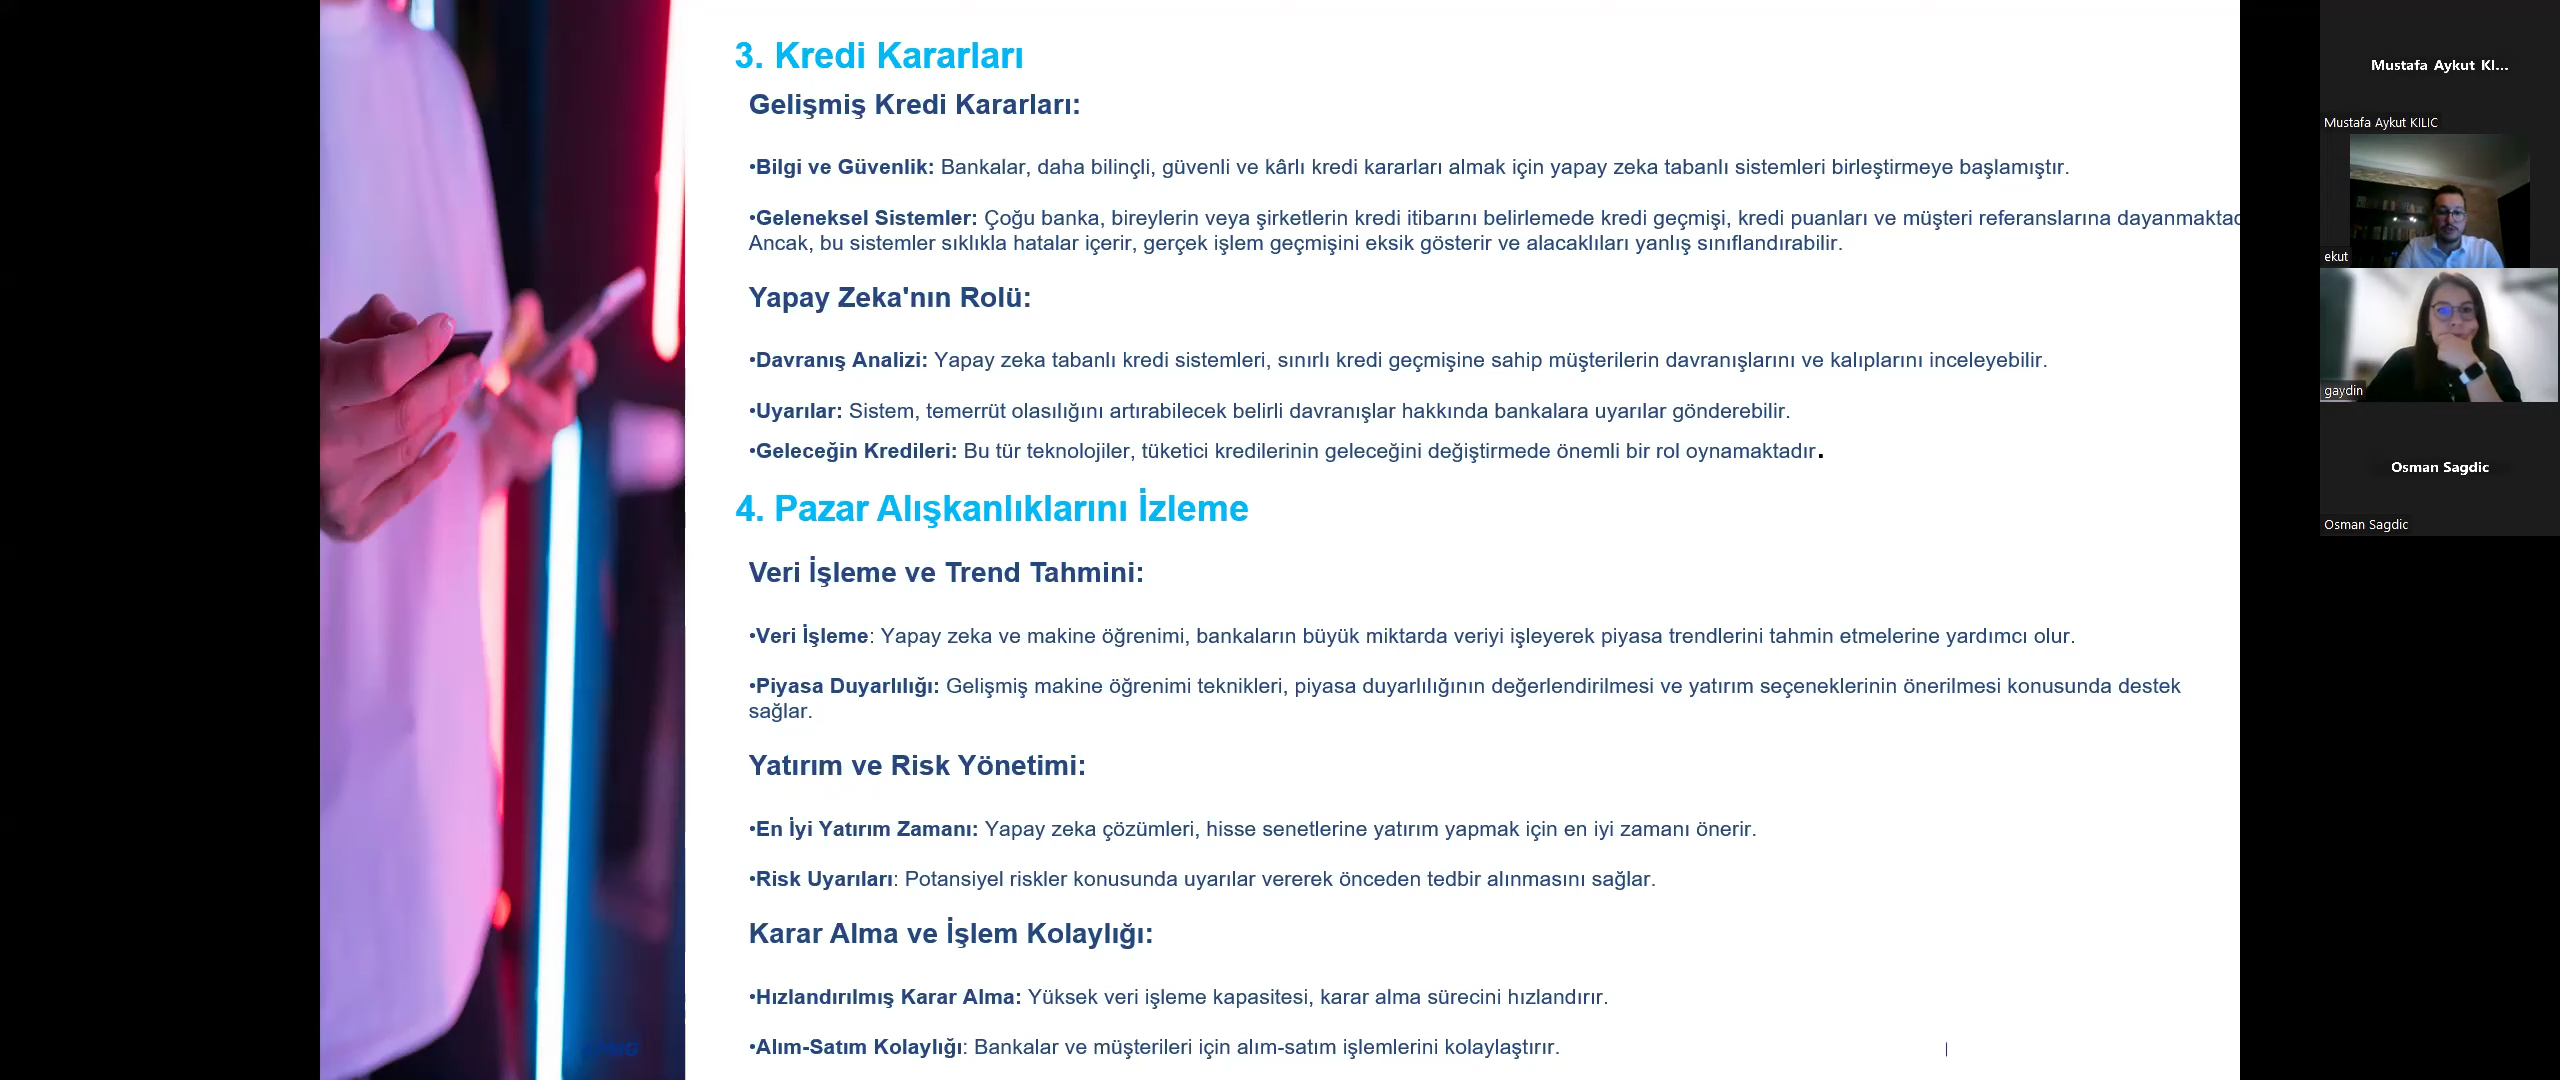 3. Kredi Kararları
Gelişmiş Kredi Kararları:
•Bilgi ve Güvenlik: Bankalar, daha bilinçli, güvenli ve kârlı kredi kararları almak için yapay zeka tabanlı sistemleri birleştirmeye başlamıştır.
•Geleneksel Sistemler: Çoğu banka, bireylerin veya şirketlerin kredi itibarını belirlemede kredi geçmişi, kredi puanları ve müşteri referanslarına dayanmaktad
Ancak, bu sistemler sıklıkla hatalar içerir, gerçek işlem geçmişini eksik gösterir ve alacaklıları yanlış sınıflandırabilir.
Yapay Zeka'nın Rolü:
•Davranış Analizi: Yapay zeka tabanlı kredi sistemleri, sınırlı kredi geçmişine sahip müşterilerin davranışlarını ve kalıplarını inceleyebilir.
•Uyarılar: Sistem, temerrüt olasılığını artırabilecek belirli davranışlar hakkında bankalara uyarılar gönderebilir.
•Geleceğin Kredileri: Bu tür teknolojiler, tüketici kredilerinin geleceğini değiştirmede önemli bir rol oynamaktadır.
4. Pazar Alışkanlıklarını İzleme
Veri İşleme ve Trend Tahmini:
•Veri İşleme: Yapay zeka ve makine öğrenimi, bankaların büyük miktarda veriyi işleyerek piyasa trendlerini tahmin etmelerine yardımcı olur.
•Piyasa Duyarlılığı: Gelişmiş makine öğrenimi teknikleri, piyasa duyarlılığının değerlendirilmesi ve yatırım seçeneklerinin önerilmesi konusunda destek
sağlar.
Yatırım ve Risk Yönetimi:
•En İyi Yatırım Zamanı: Yapay zeka çözümleri, hisse senetlerine yatırım yapmak için en iyi zamanı önerir.
•Risk Uyarıları: Potansiyel riskler konusunda uyarılar vererek önceden tedbir alınmasını sağlar.
Karar Alma ve İşlem Kolaylığı:
•Hızlandırılmış Karar Alma: Yüksek veri işleme kapasitesi, karar alma sürecini hızlandırır.
•Alım-Satım Kolaylığı: Bankalar ve müşterileri için alım-satım işlemlerini kolaylaştırır.
Mustafa Aykut KI...
Mustafa Aykut KILIC
ekut
gaydin
Osman Sagdic
Osman Sagdic